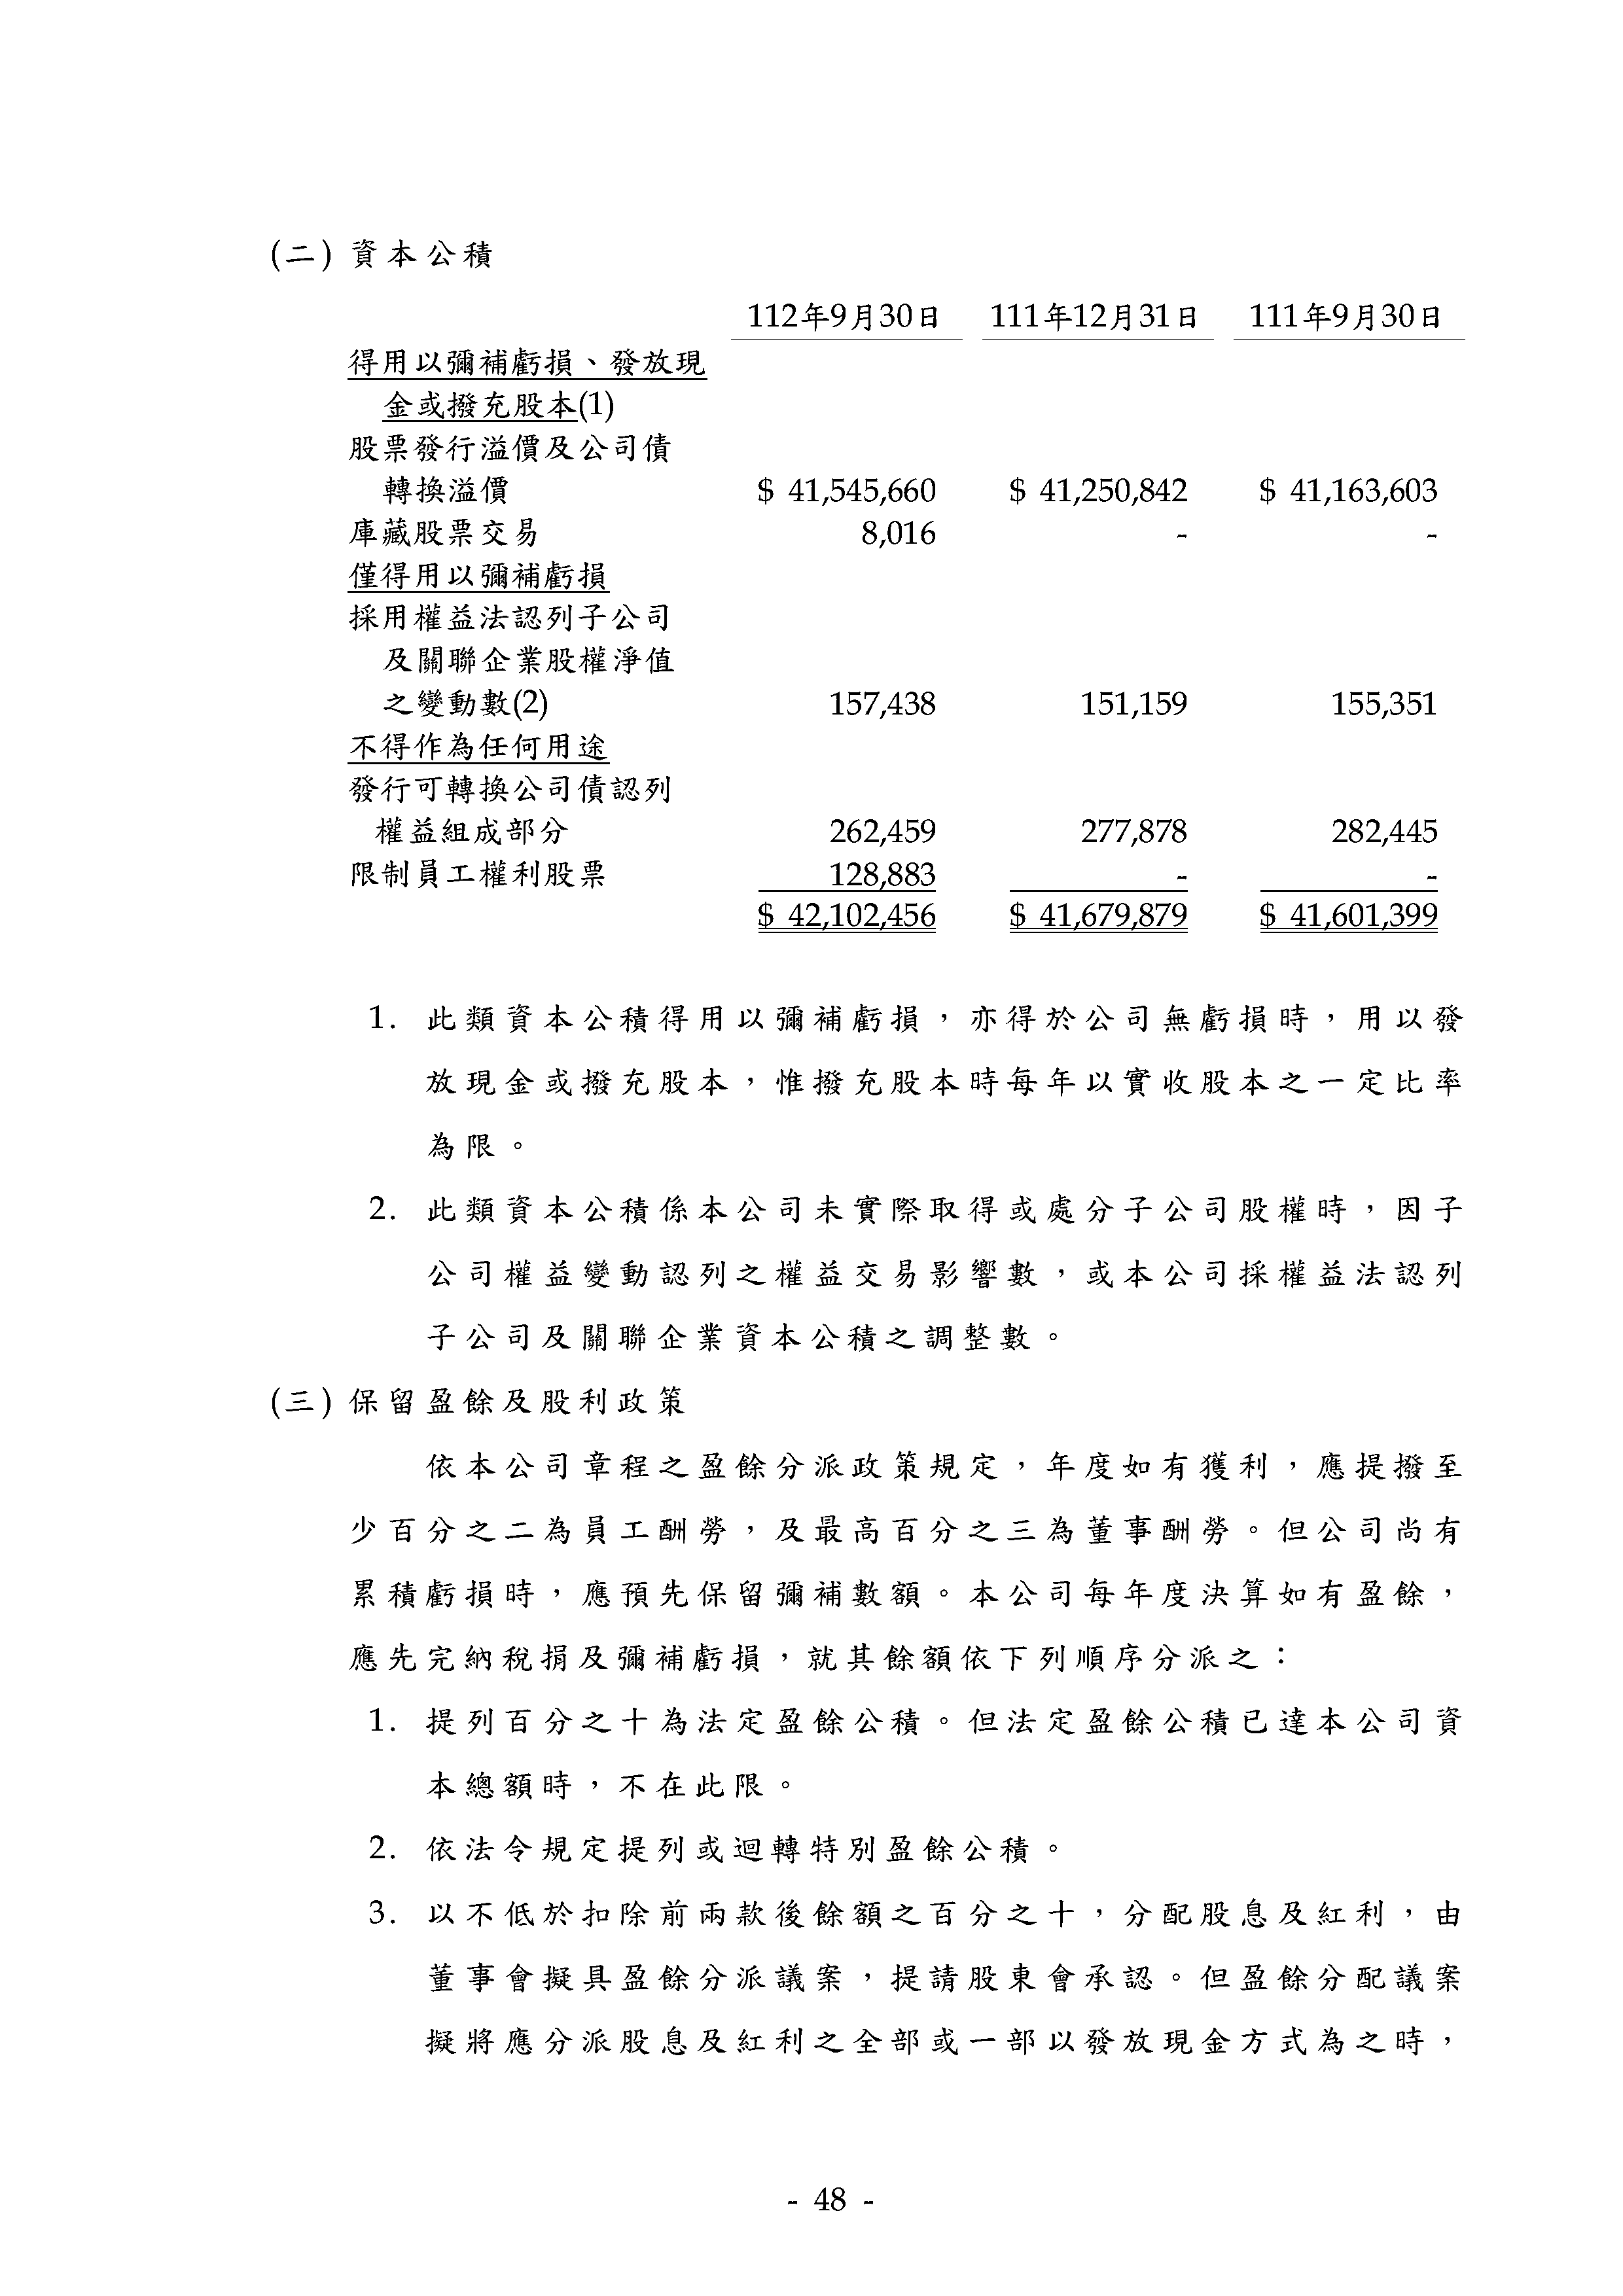 (二) 資本公積
112年9月30日 111年12月31日 111年9月30日
得用以彌補虧損、發放現
金或撥充股本(1)
股票發行溢價及公司債
轉換溢價 $ 41,545,660 $ 41,250,842 $ 41,163,603
庫藏股票交易 8,016 - -
僅得用以彌補虧損
採用權益法認列子公司
及關聯企業股權淨值
之變動數(2) 157,438 151,159 155,351
不得作為任何用途
發行可轉換公司債認列
權益組成部分 262,459 277,878 282,445
限制員工權利股票 128,883 - -
$ 42,102,456 $ 41,679,879 $ 41,601,399
1. 此類資本公積得用以彌補虧損，亦得於公司無虧損時，用以發
放現金或撥充股本，惟撥充股本時每年以實收股本之一定比率
為限。
2. 此類資本公積係本公司未實際取得或處分子公司股權時，因子
公司權益變動認列之權益交易影響數，或本公司採權益法認列
子公司及關聯企業資本公積之調整數。
(三) 保留盈餘及股利政策
依本公司章程之盈餘分派政策規定，年度如有獲利，應提撥至
少百分之二為員工酬勞，及最高百分之三為董事酬勞。但公司尚有
累積虧損時，應預先保留彌補數額。本公司每年度決算如有盈餘，
應先完納稅捐及彌補虧損，就其餘額依下列順序分派之：
1. 提列百分之十為法定盈餘公積。但法定盈餘公積已達本公司資
本總額時，不在此限。
2. 依法令規定提列或迴轉特別盈餘公積。
3. 以不低於扣除前兩款後餘額之百分之十，分配股息及紅利，由
董事會擬具盈餘分派議案，提請股東會承認。但盈餘分配議案
擬將應分派股息及紅利之全部或一部以發放現金方式為之時，
- 48 -